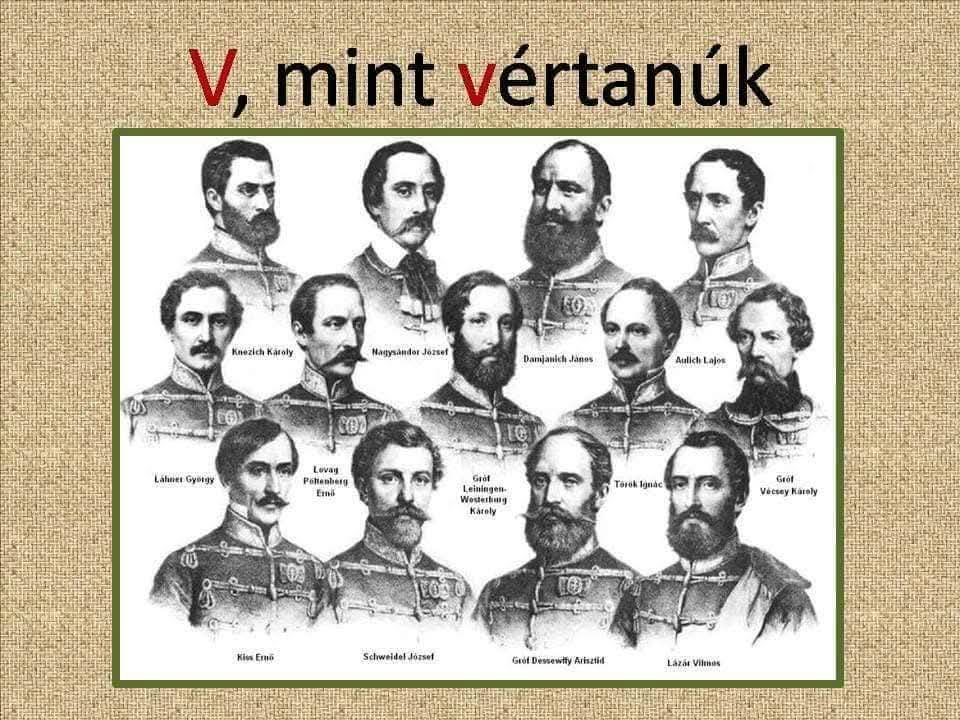 V, mint vértanúk
Knezich Károly
Nagysándor József
Damjanich János
Aulich Lajos
Láhner György
Lovag
Pöltenberg
Ernő
Gróf
Leiningen-
Westerburg
Károly
Török Ignác
Gróf
Vécsey Károly
Kiss Ernő
Schweidel József
Gróf Dessewffy Arisztid
Lázár Vilmos